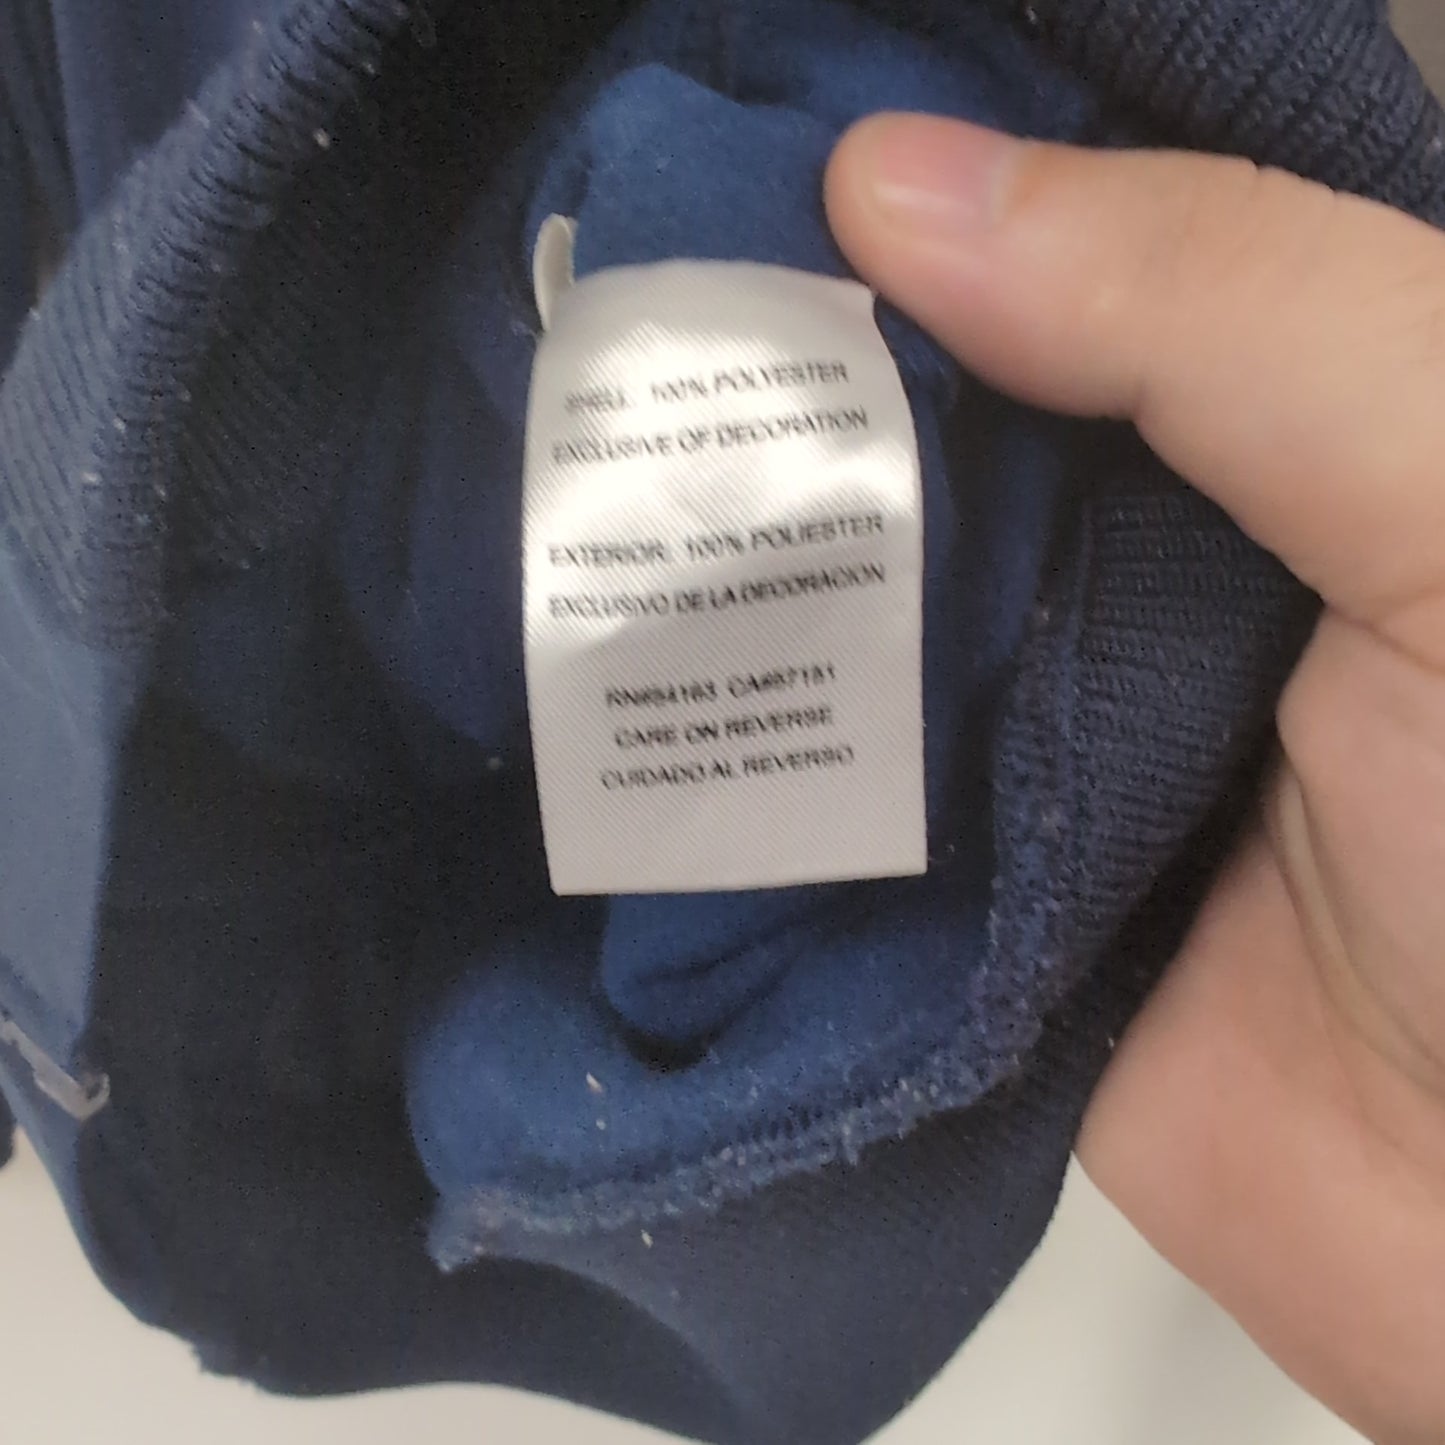 SHELL: 100% POLYESTER
EXCLUSIVE OF DECORATION
EXTERIOR: 100% POLIESTER
EXCLUSIVO DE LA DECORACION
CARE ON REVERSE
CUIDADO AL REVERSO